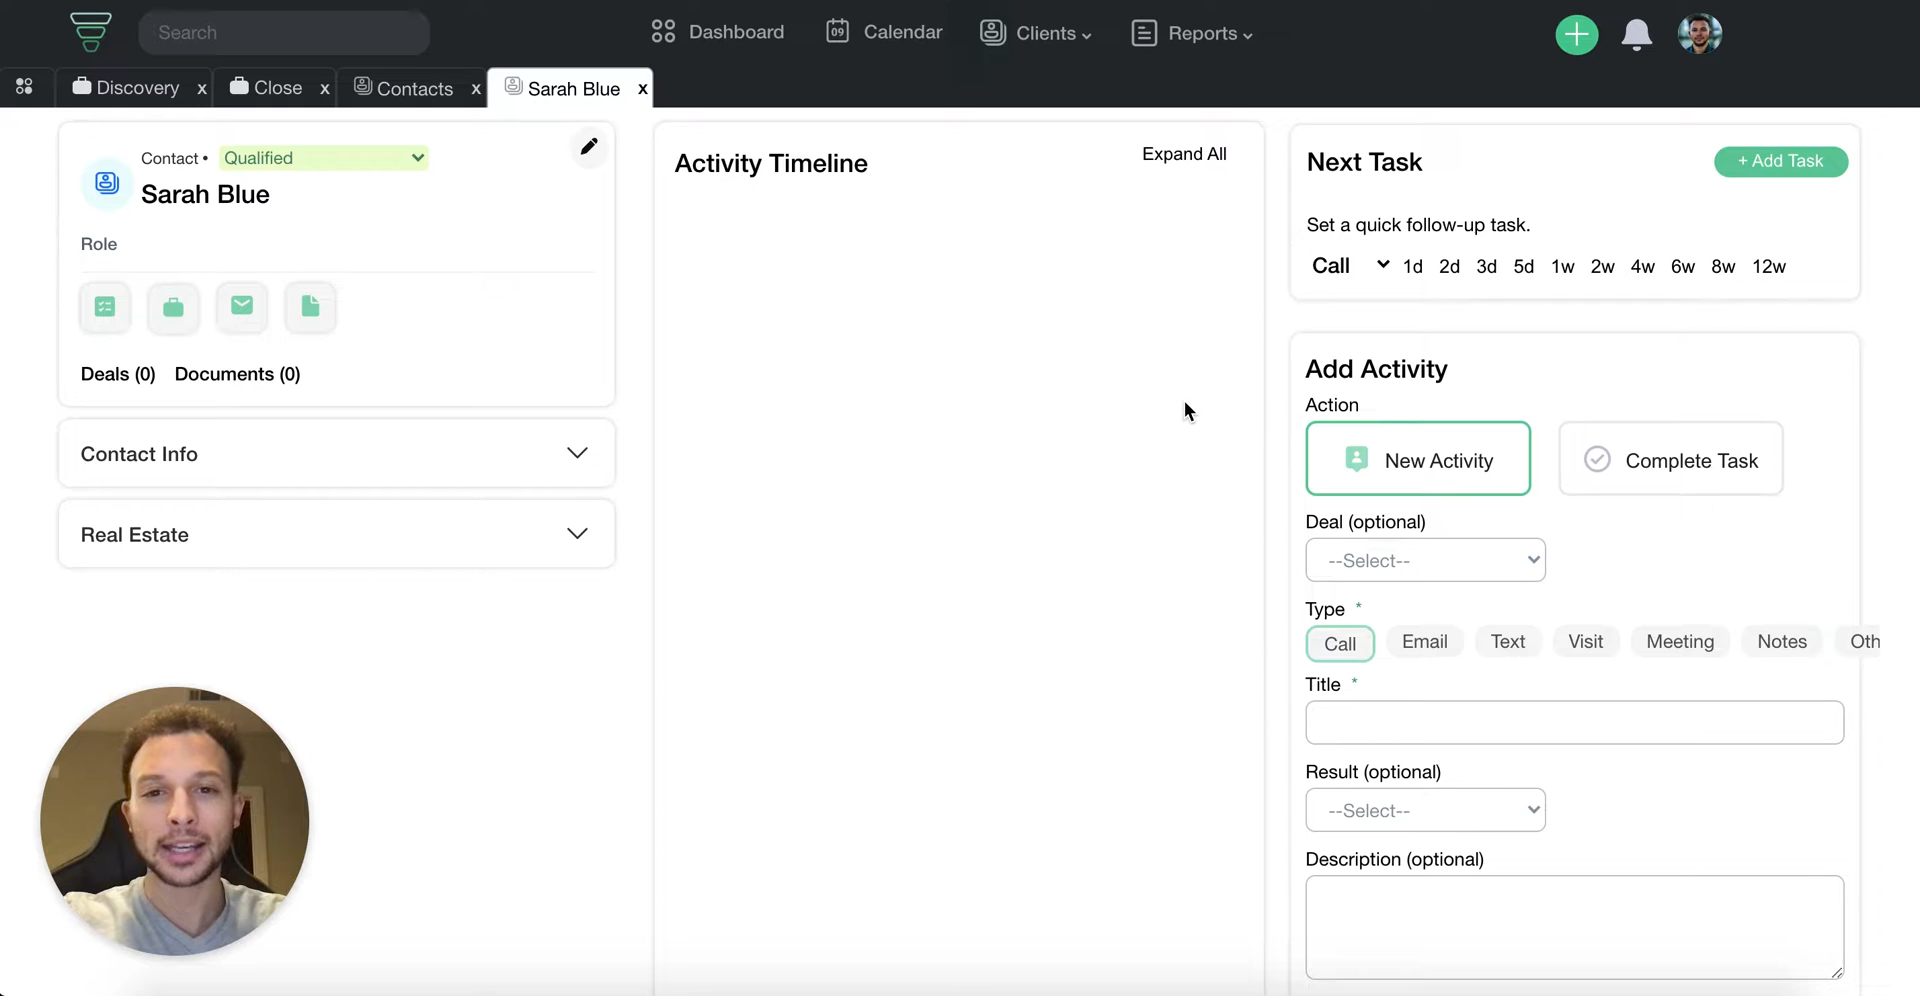 Search
Dashboard
09
Calendar
Clients
Reports
Discovery x
Close x
Contacts x
Sarah Blue x
Contact • Qualified
Sarah Blue
Role
Deals (0) Documents (0)
Contact Info
Real Estate
Activity Timeline
Expand All
Next Task
+ Add Task
Set a quick follow-up task.
Call 1d 2d 3d 5d 1w 2w 4w 6w 8w 12w
Add Activity
Action
New Activity
Complete Task
Deal (optional)
--Select--
Type *
Call Email Text Visit Meeting Notes Oth
Title *
Result (optional)
--Select--
Description (optional)